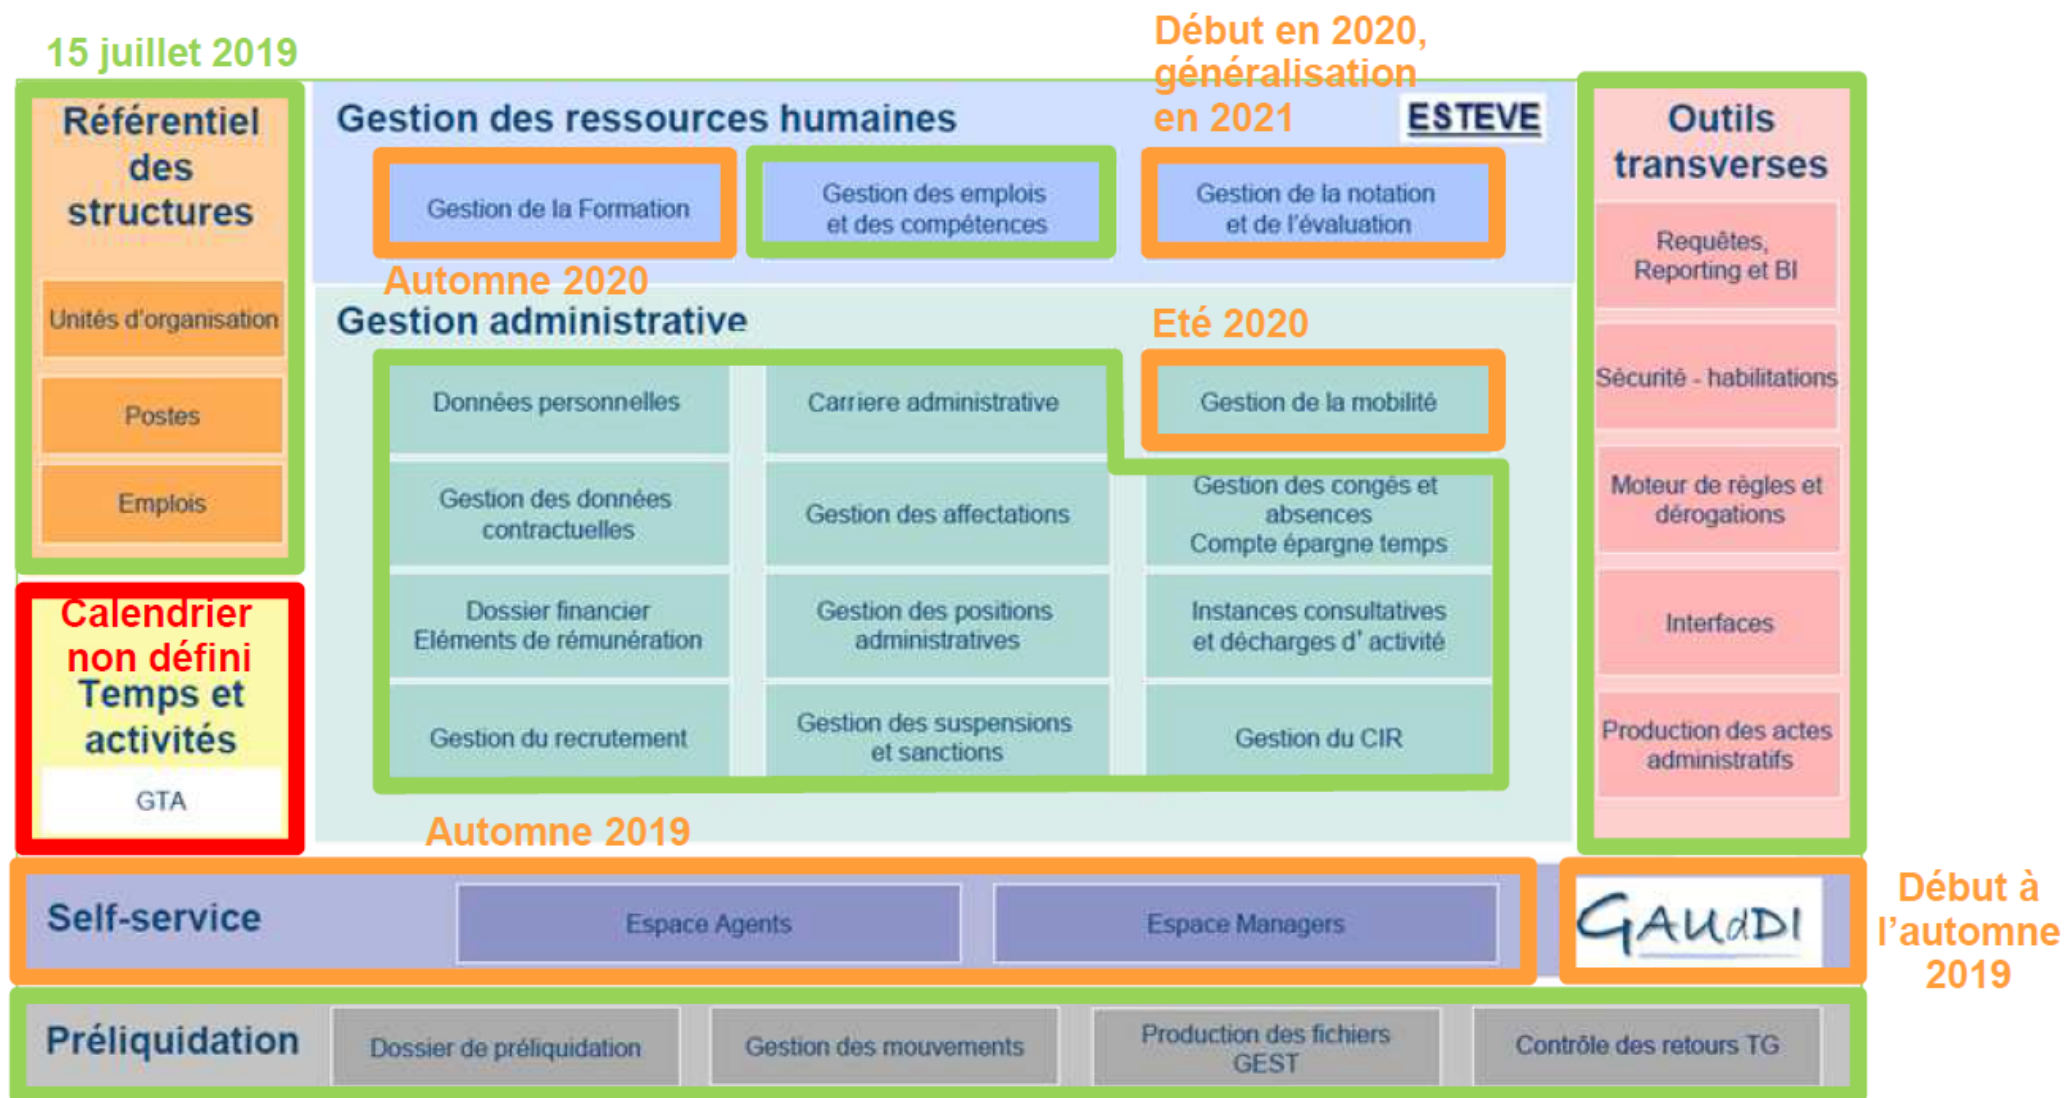 15 juillet 2019
Début en 2020,
généralisation
en 2021
Référentiel
des
structures
Unités d'organisation
Postes
Emplois
Calendrier
non défini
Temps et
activités
GTA
Gestion des ressources humaines
ESTEVE
Gestion de la Formation
Gestion des emplois
et des compétences
Gestion de la notation
et de l'évaluation
Automne 2020
Gestion administrative
Eté 2020
Données personnelles
Carriere administrative
Gestion de la mobilité
Gestion des données
contractuelles
Gestion des affectations
Gestion des congés et
absences
Compte épargne temps
Dossier financier
Eléments de rémunération
Gestion des positions
administratives
Instances consultatives
et décharges d' activité
Gestion du recrutement
Gestion des suspensions
et sanctions
Gestion du CIR
Outils
transverses
Requêtes,
Reporting et BI
Sécurité - habilitations
Moteur de règles et
dérogations
Interfaces
Production des actes
administratifs
Automne 2019
Self-service
Espace Agents
Espace Managers
GAUdDI
Début à
l'automne
2019
Préliquidation
Dossier de préliquidation
Gestion des mouvements
Production des fichiers
GEST
Contrôle des retours TG